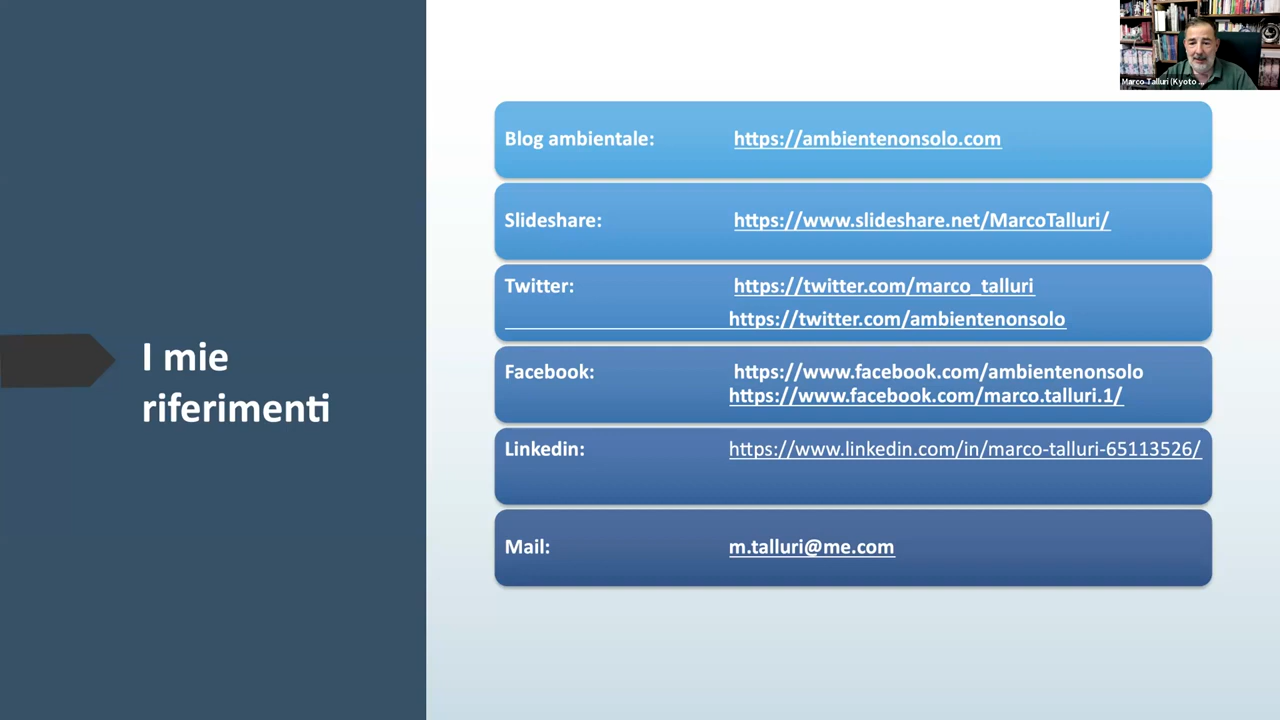 Marco Talluri (Kyoto ...
Blog ambientale: https://ambientenonsolo.com
Slideshare: https://www.slideshare.net/MarcoTalluri/
Twitter: https://twitter.com/marco_talluri
https://twitter.com/ambientenonsolo
Facebook: https://www.facebook.com/ambientenonsolo
https://www.facebook.com/marco.talluri.1/
Linkedin: https://www.linkedin.com/in/marco-talluri-65113526/
Mail: m.talluri@me.com
I mie
riferimenti